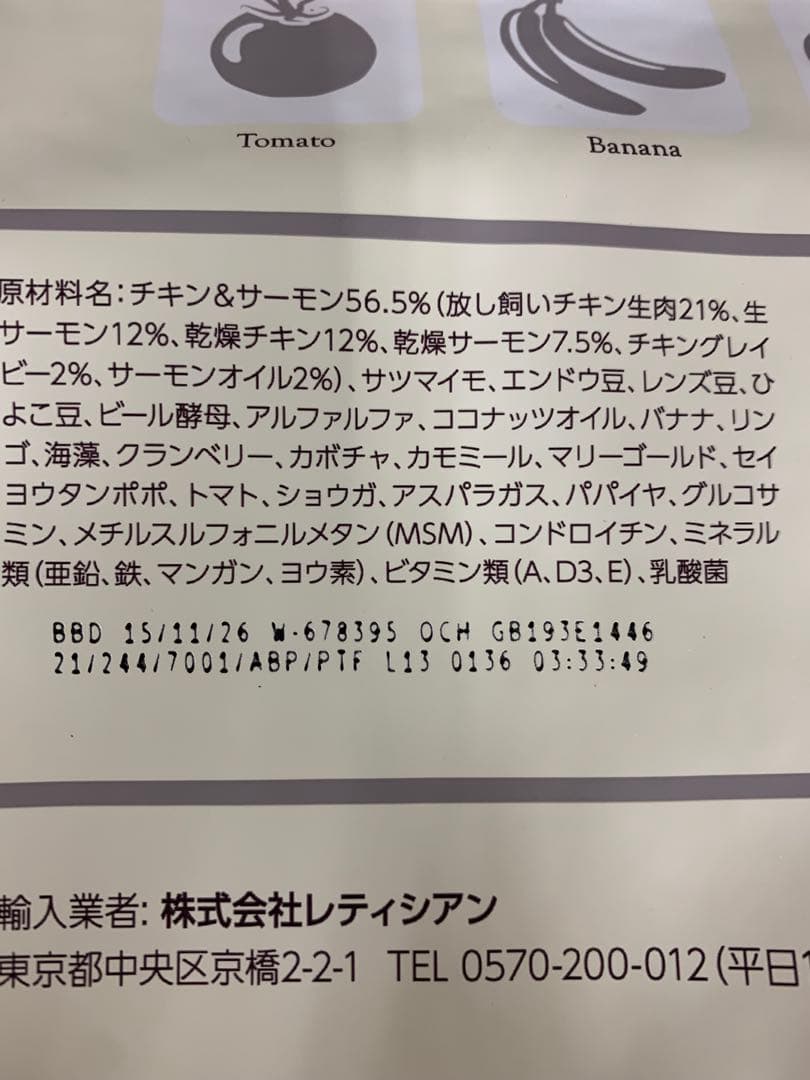 Tomato
Banana
原材料名:チキン&サーモン56.5%(放し飼いチキン生肉21%、生
サーモン12%、乾燥チキン12%、乾燥サーモン7.5%、チキングレイ
ビー2%、サーモンオイル2%)、サツマイモ、エンドウ豆、レンズ豆、ひ
よこ豆、ビール酵母、アルファルファ、ココナッツオイル、バナナ、リン
ゴ、海藻、クランベリー、カボチャ、カモミール、マリーゴールド、セイ
ヨウタンポポ、トマト、ショウガ、アスパラガス、パパイヤ、グルコサ
ミン、メチルスルフォニルメタン(MSM)、コンドロイチン、ミネラル
類(亜鉛、鉄、マンガン、ヨウ素)、ビタミン類(A、D3、E)、乳酸菌
BBD 15/11/26 W-678395 OCH GB193E1446
21/244/7001/ABP/PTF L13 0136 03:33:49
輸入業者: 株式会社レティシアン
東京都中央区京橋2-2-1 TEL 0570-200-012(平日1